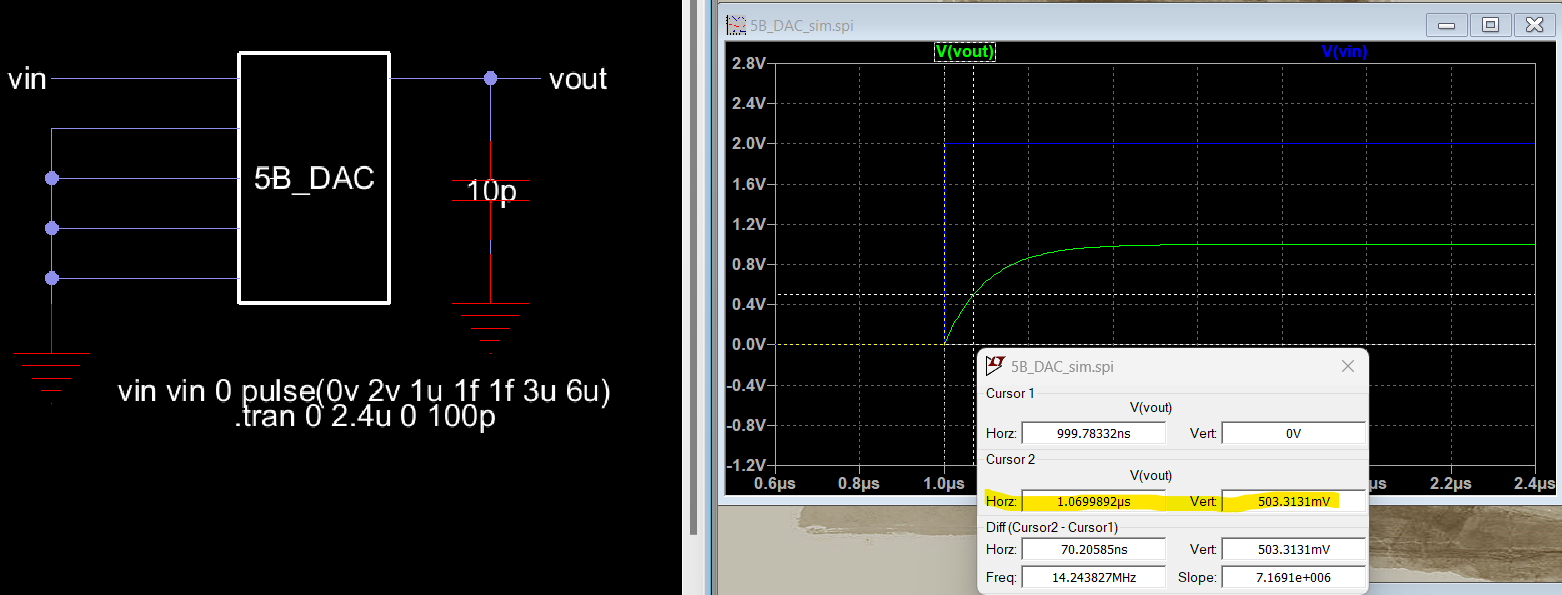 vin
vout
5B_DAC
10p
vin vin 0 pulse(0v 2v 1u 1f 1f 3u 6u)
.tran 0 2.4u 0 100p
5B_DAC_sim.spi
V(vout) V(vin)
2.8V
2.4V
2.0V
1.6V
1.2V
0.8V
0.4V
0.0V
-0.4V
-0.8V
-1.2V
0.6µs 0.8µs 1.0µs µs 2.2µs 2.4µs
5B_DAC_sim.spi
Cursor 1
V(vout)
Horz: 999.78332ns Vert: 0V
Cursor 2
V(vout)
Horz: 1.0699892µs Vert: 503.3131mV
Diff (Cursor2 - Cursor1)
Horz: 70.20585ns Vert: 503.3131mV
Freq: 14.243827MHz Slope: 7.1691e+006